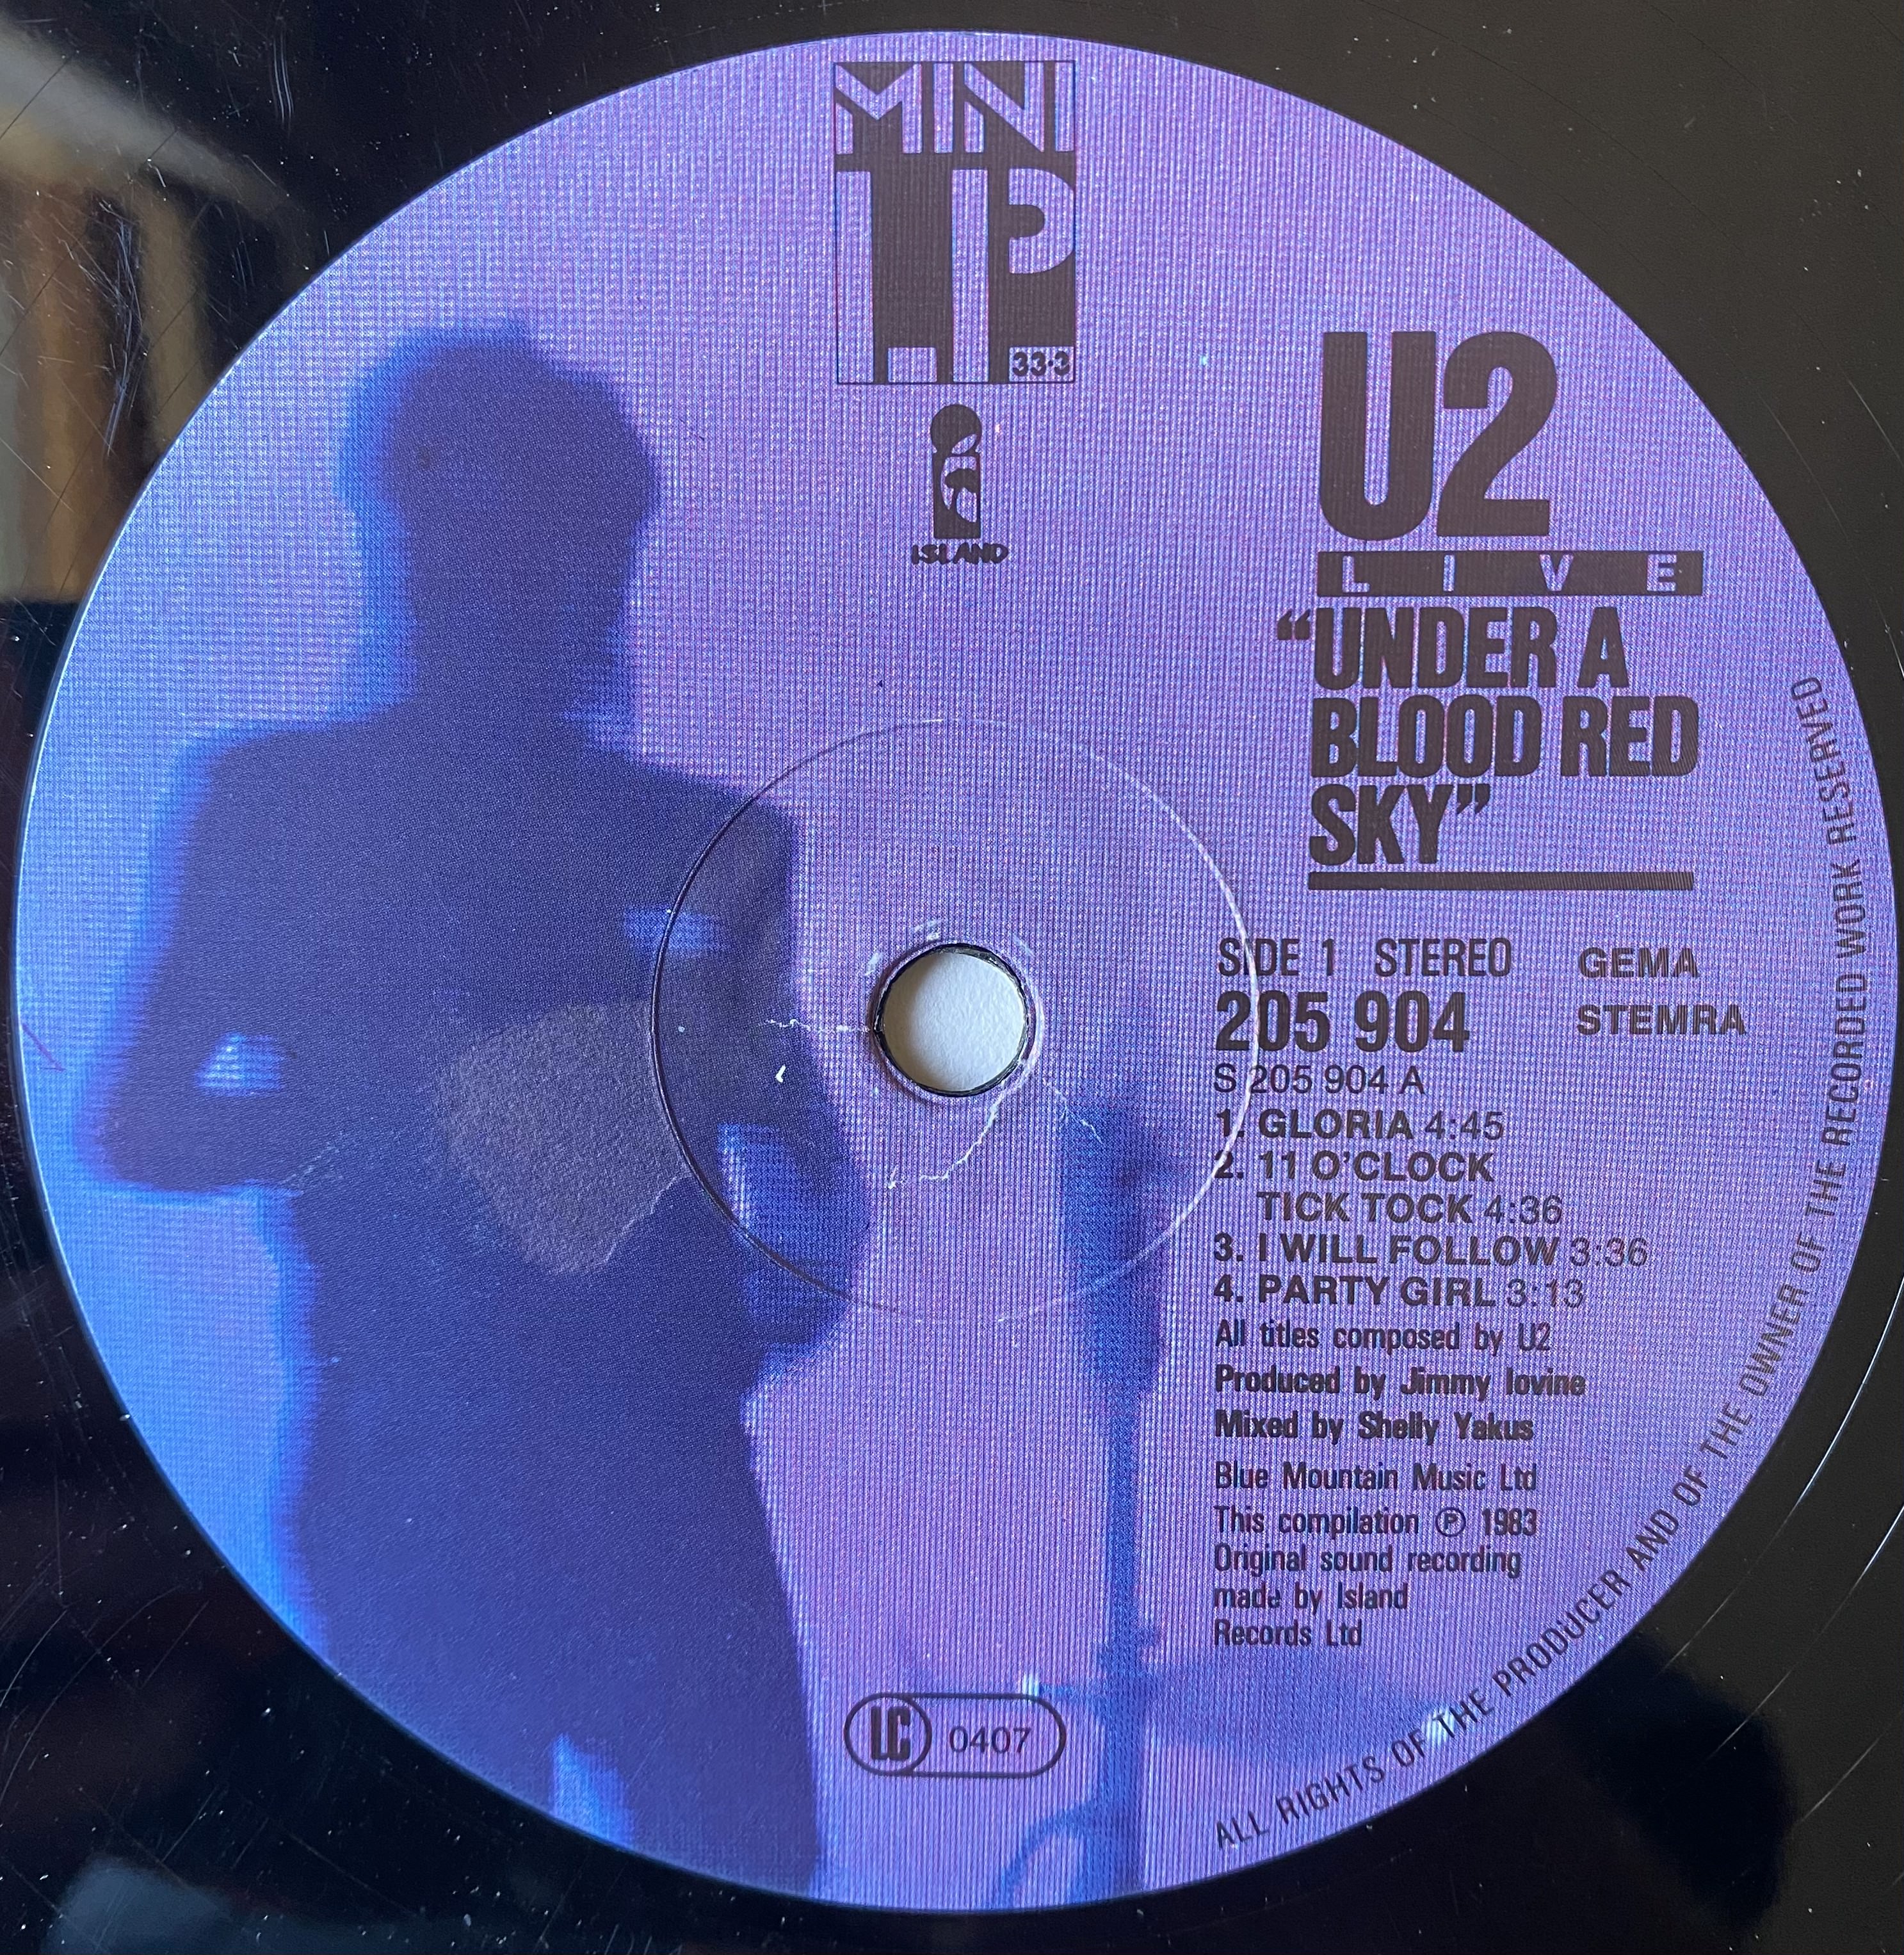 MINI
LP
33·3
ISLAND
U2
LIVE
“UNDER A
BLOOD RED
SKY”
SIDE 1 STEREO GEMA
205 904 STEMRA
S 205 904 A
1. GLORIA 4:45
2. 11 O’CLOCK
TICK TOCK 4:36
3. I WILL FOLLOW 3:36
4. PARTY GIRL 3:13
All titles composed by U2
Produced by Jimmy Iovine
Mixed by Shelly Yakus
Blue Mountain Music Ltd
This compilation ℗ 1983
Original sound recording
made by Island
Records Ltd
LC 0407
ALL RIGHTS OF THE PRODUCER AND OF THE OWNER OF THE RECORDED WORK RESERVED